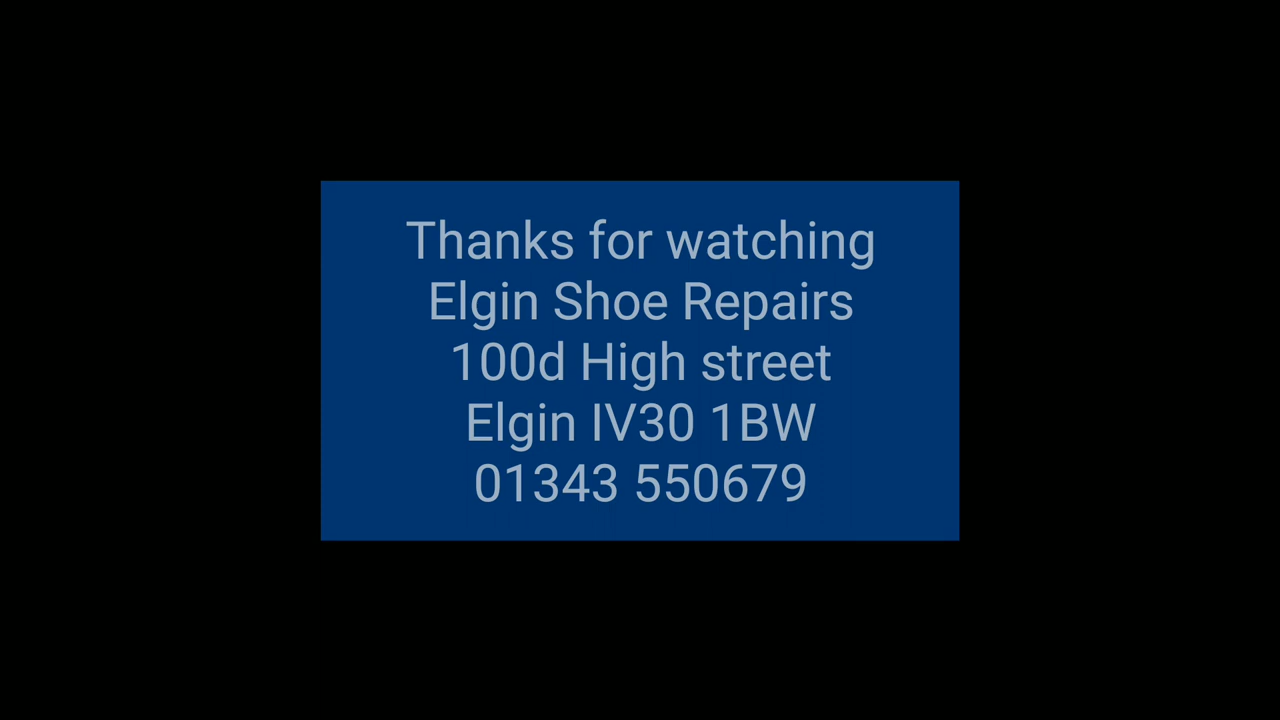 Thanks for watching
Elgin Shoe Repairs
100d High street
Elgin IV30 1BW
01343 550679